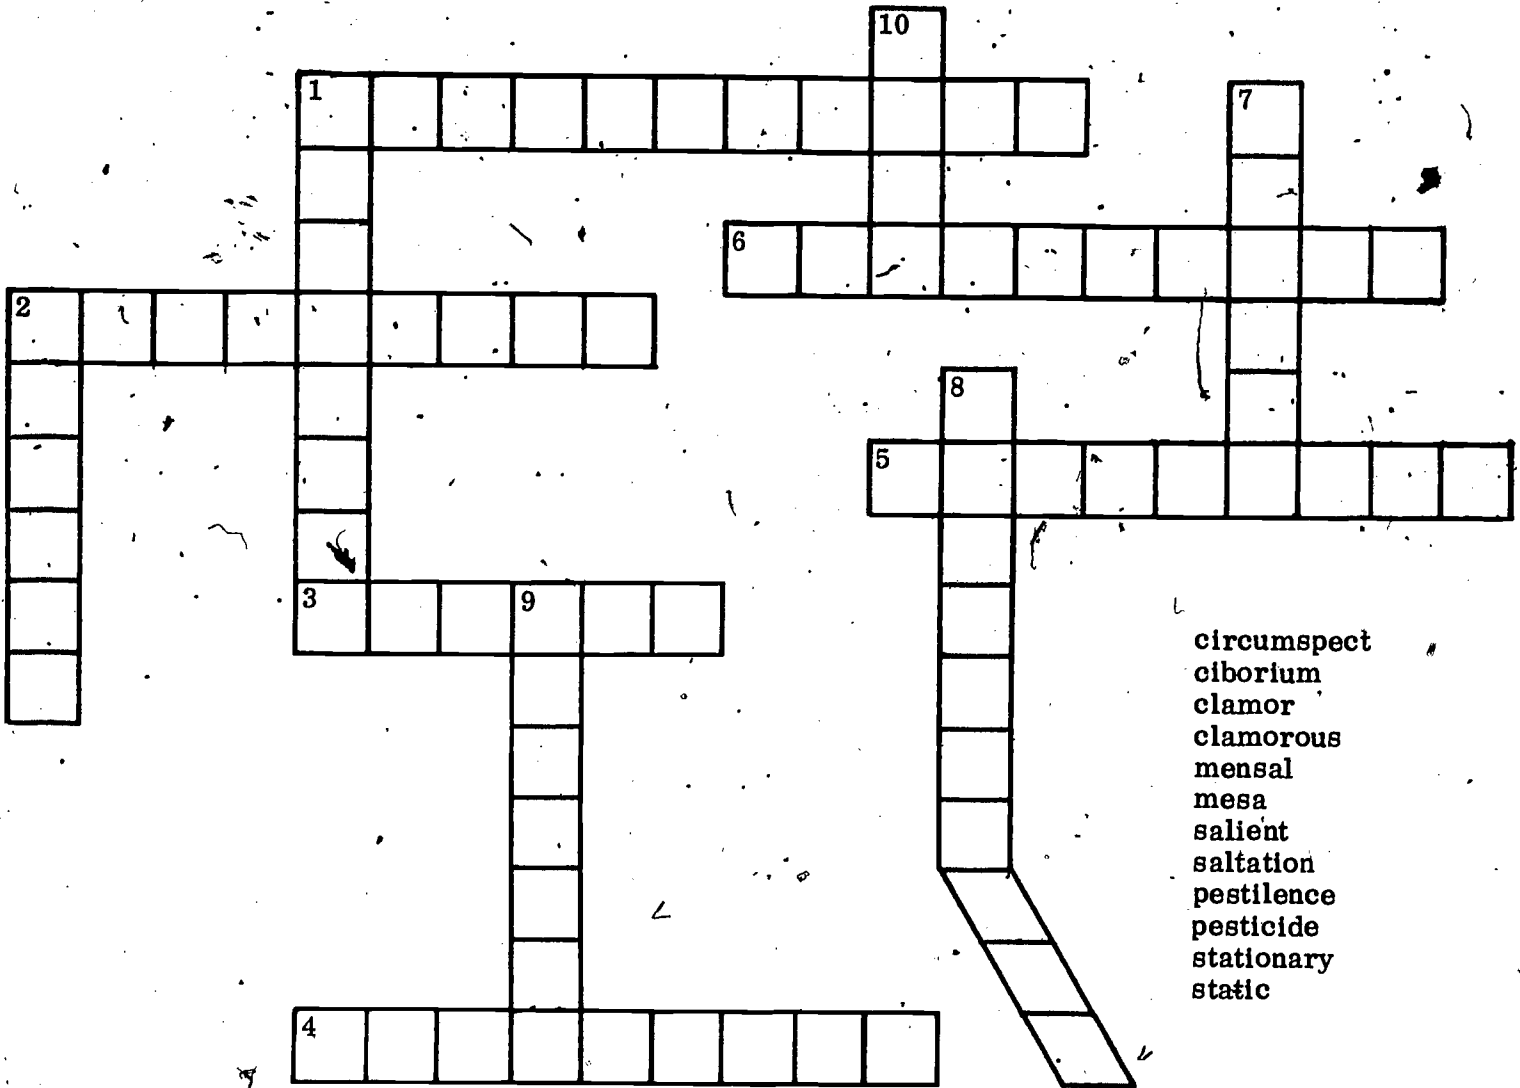 10
1
7
6
2
8
5
3
9
circumspect
ciborium
clamor
clamorous
mensal
mesa
salient
saltation
pestilence
pesticide
stationary
static
4